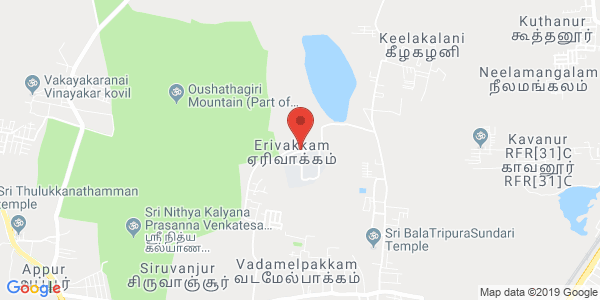 Kuthanur
கூத்தனூர்
Keelakalani
கீழகழனி
Neelamangalam
நீலமங்கலம்
Vakayakaranai
Vinayakar kovil
Oushathagiri
Mountain (Part of...
Erivakkam
ஏரிவாக்கம்
Kavanur
RFR[31]C
காவனூர்
RFR[31]C
Sri Thulukkanathamman
temple
Sri Nithya Kalyana
Prasanna Venkatesa
ஸ்ரீ நித்ய
கல்யாண...
Sri BalaTripuraSundari
Temple
Appur
அப்பூர்
Siruvanjur
சிருவாஞ்சூர்
Vadamelpakkam
வடமேல்பாக்கம்
Google
Map data ©2019 Google